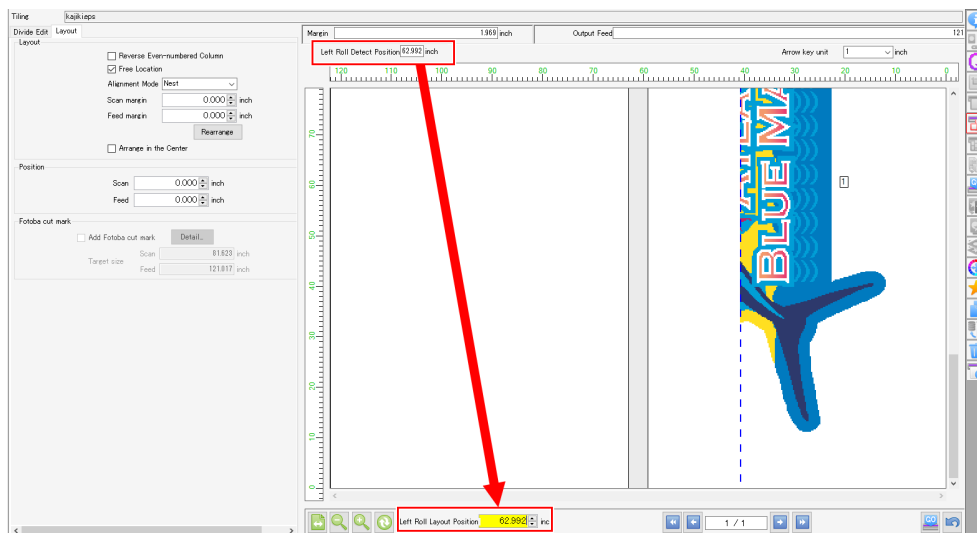 Tiling kajikieps
Divide Edit Layout
Layout
Reverse Even-numbered Column
Free Location
Alignment Mode Nest
Scan margin 0.000 inch
Feed margin 0.000 inch
Rearrange
Arrange in the Center
Position
Scan 0.000 inch
Feed 0.000 inch
Fotoba cut mark
Add Fotoba cut mark Detail..
Target size
Scan 81.623 inch
Feed 121.817 inch
Margin 1.969 inch Output Feed 121
Left Roll Detect Position 62.992 inch
Arrow key unit 1 inch
120 110 100 90 80 70 60 50 40 30 20 10 0
70
60
50
40
30
20
10
0
BLUE MA
1
Left Roll Layout Position 62.992 inc
1 / 1
GO